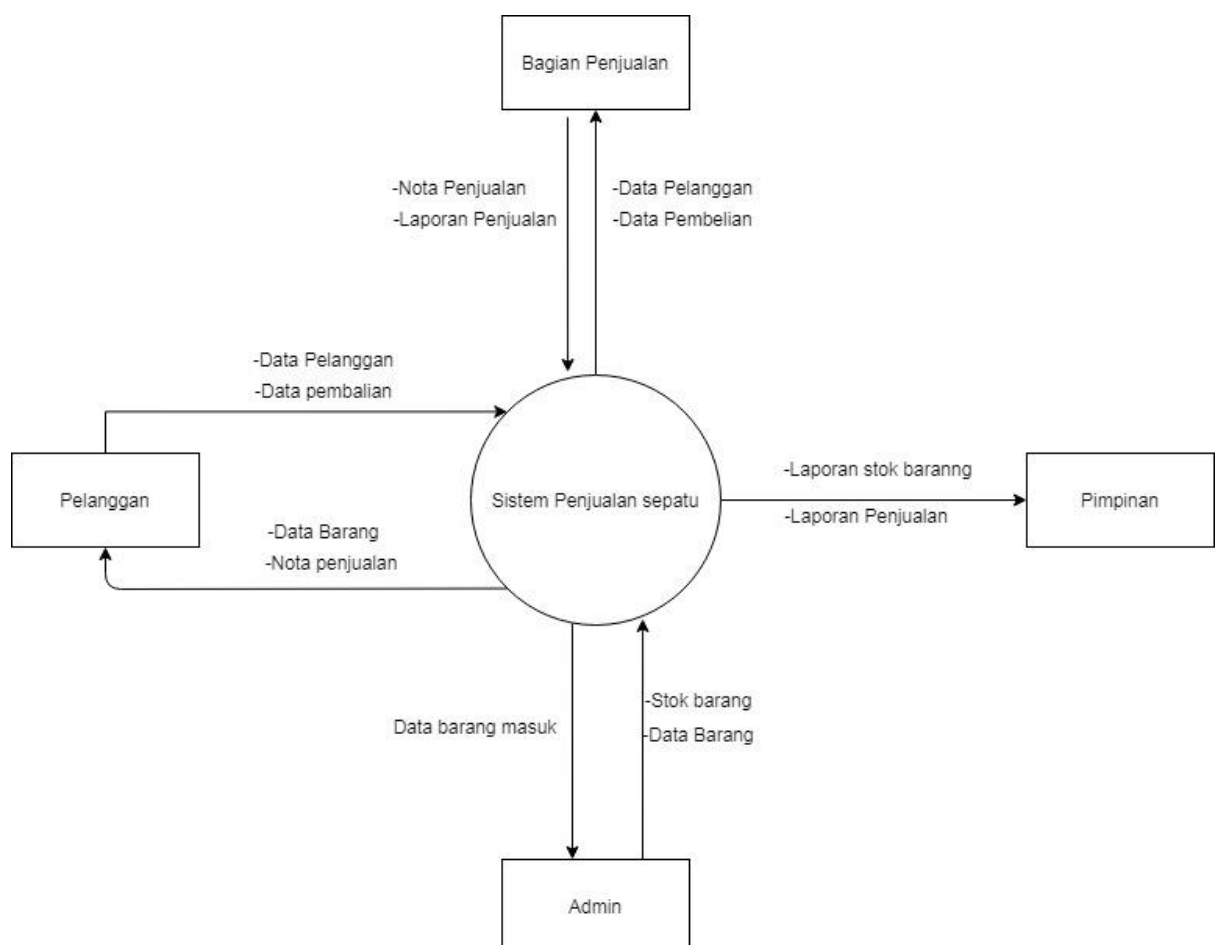 Bagian Penjualan
-Nota Penjualan
-Laporan Penjualan
-Data Pelanggan
-Data Pembelian
-Data Pelanggan
-Data pembalian
Pelanggan
-Data Barang
-Nota penjualan
Sistem Penjualan sepatu
-Laporan stok baranng
-Laporan Penjualan
Pimpinan
Data barang masuk
-Stok barang
-Data Barang
Admin